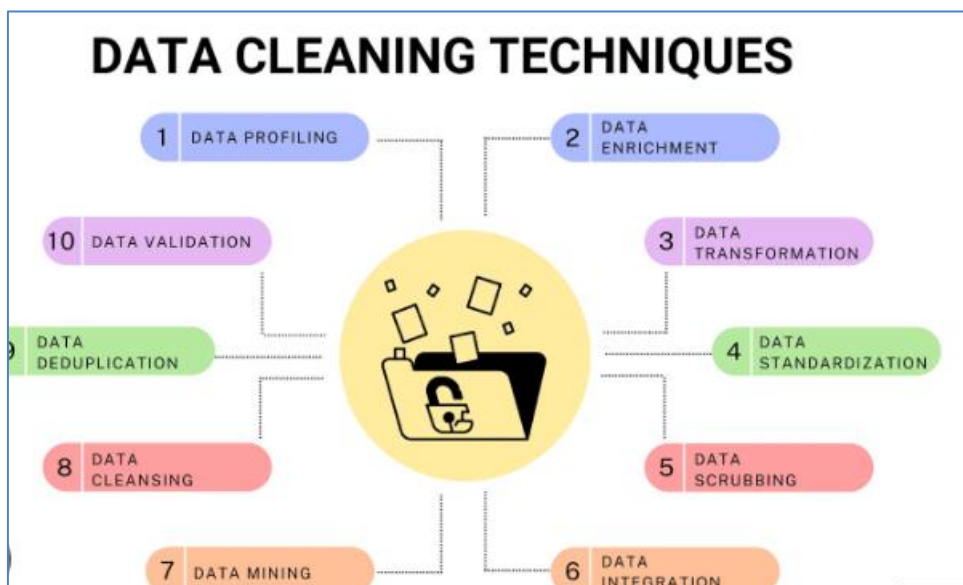 DATA CLEANING TECHNIQUES
1 DATA PROFILING
2 DATA
ENRICHMENT
3 DATA
TRANSFORMATION
4 DATA
STANDARDIZATION
5 DATA
SCRUBBING
6 DATA
INTEGRATION
7 DATA MINING
8 DATA
CLEANSING
9 DATA
DEDUPLICATION
10 DATA VALIDATION